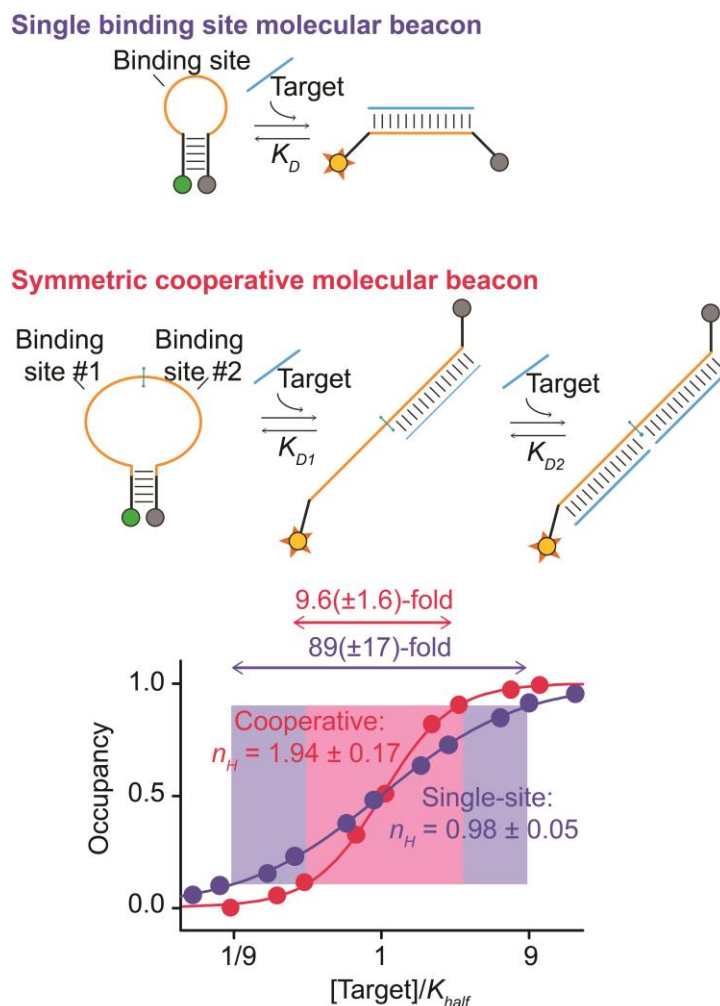 Single binding site molecular beacon
Binding site
Target
K_D
Symmetric cooperative molecular beacon
Binding
site #1
Binding
site #2
Target
K_D1
Target
K_D2
9.6(±1.6)-fold
89(±17)-fold
1.0
Cooperative:
n_H = 1.94 ± 0.17
0.5
Single-site:
n_H = 0.98 ± 0.05
0.0
Occupancy
1/9
1
9
[Target]/K_half